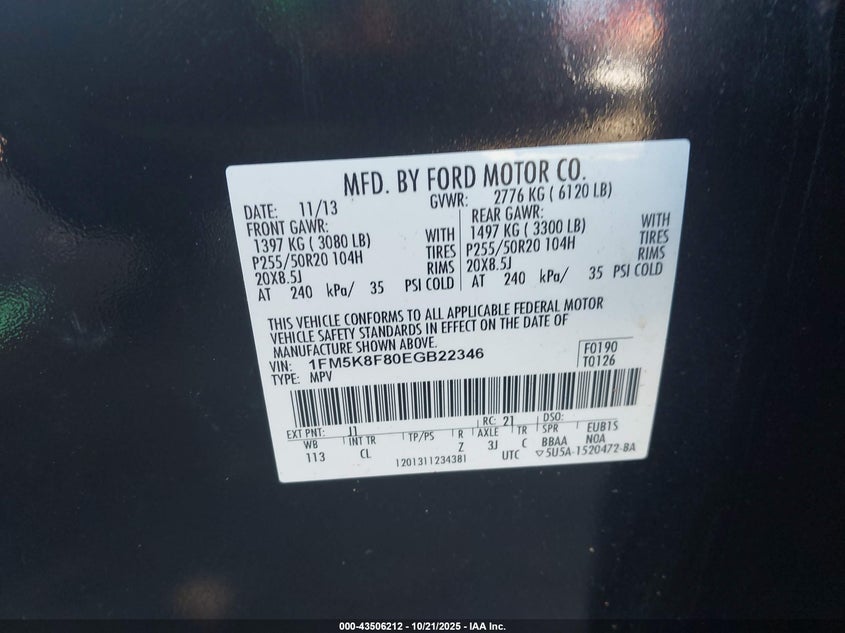 MFD. BY FORD MOTOR CO.
DATE: 11/13 GVWR: 2776 KG ( 6120 LB)
FRONT GAWR: REAR GAWR:
1397 KG ( 3080 LB) WITH 1497 KG ( 3300 LB) WITH
P255/50R20 104H TIRES P255/50R20 104H TIRES
20X8.5J RIMS 20X8.5J RIMS
AT 240 kPa/ 35 PSI COLD AT 240 kPa/ 35 PSI COLD
THIS VEHICLE CONFORMS TO ALL APPLICABLE FEDERAL MOTOR
VEHICLE SAFETY STANDARDS IN EFFECT ON THE DATE OF
MANUFACTURE SHOWN ABOVE.
VIN: 1FM5K8F80EGB22346 F0190
TYPE: MPV T0126
EXT PNT: J1 RC: 21 DSO:
WB INT TR TP/PS R AXLE TR SPR EUB1S
113 CL Z 3J C BBAA NOA
1201311234381 UTC ▽5U5A-1520472-BA
000-43506212 - 10/21/2025 - IAA Inc.